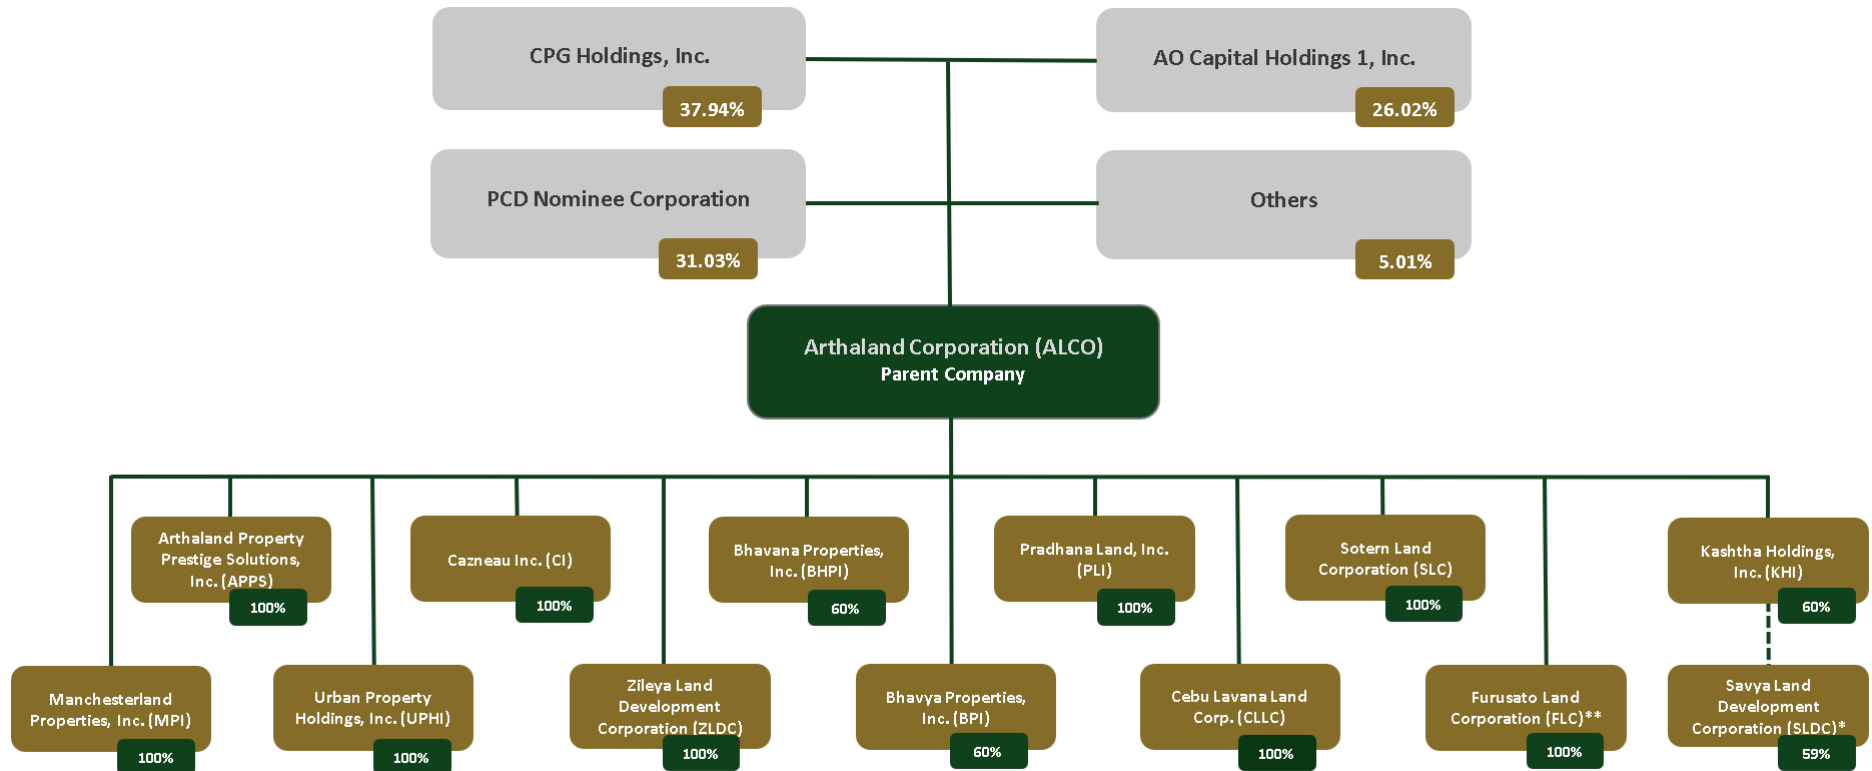 CPG Holdings, Inc.
37.94%
AO Capital Holdings 1, Inc.
26.02%
PCD Nominee Corporation
31.03%
Others
5.01%
Arthaland Corporation (ALCO)
Parent Company
Arthaland Property
Prestige Solutions,
Inc. (APPS)
100%
Cazneau Inc. (CI)
100%
Bhavana Properties,
Inc. (BHPI)
60%
Pradhana Land, Inc.
(PLI)
100%
Sotern Land
Corporation (SLC)
100%
Kashtha Holdings,
Inc. (KHI)
60%
Manchesterland
Properties, Inc. (MPI)
100%
Urban Property
Holdings, Inc. (UPHI)
100%
Zileya Land
Development
Corporation (ZLDC)
100%
Bhavya Properties,
Inc. (BPI)
60%
Cebu Lavana Land
Corp. (CLLC)
100%
Furusato Land
Corporation (FLC)**
100%
Savya Land
Development
Corporation (SLDC)*
59%